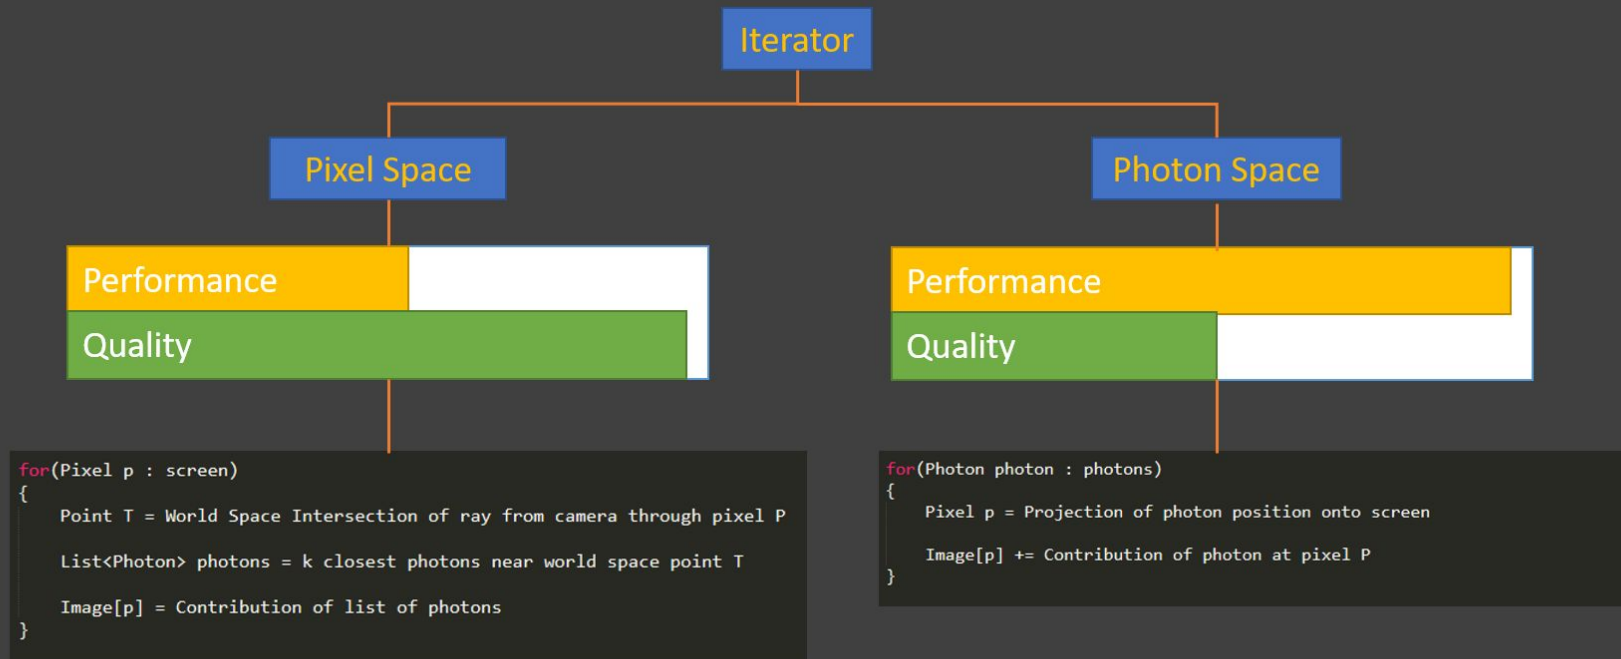 Iterator
Pixel Space
Photon Space
Performance
Quality
Performance
Quality
for(Pixel p : screen)
{
Point T = World Space Intersection of ray from camera through pixel P
List<Photon> photons = k closest photons near world space point T
Image[p] = Contribution of list of photons
}
for(Photon photon : photons)
{
Pixel p = Projection of photon position onto screen
Image[p] += Contribution of photon at pixel P
}